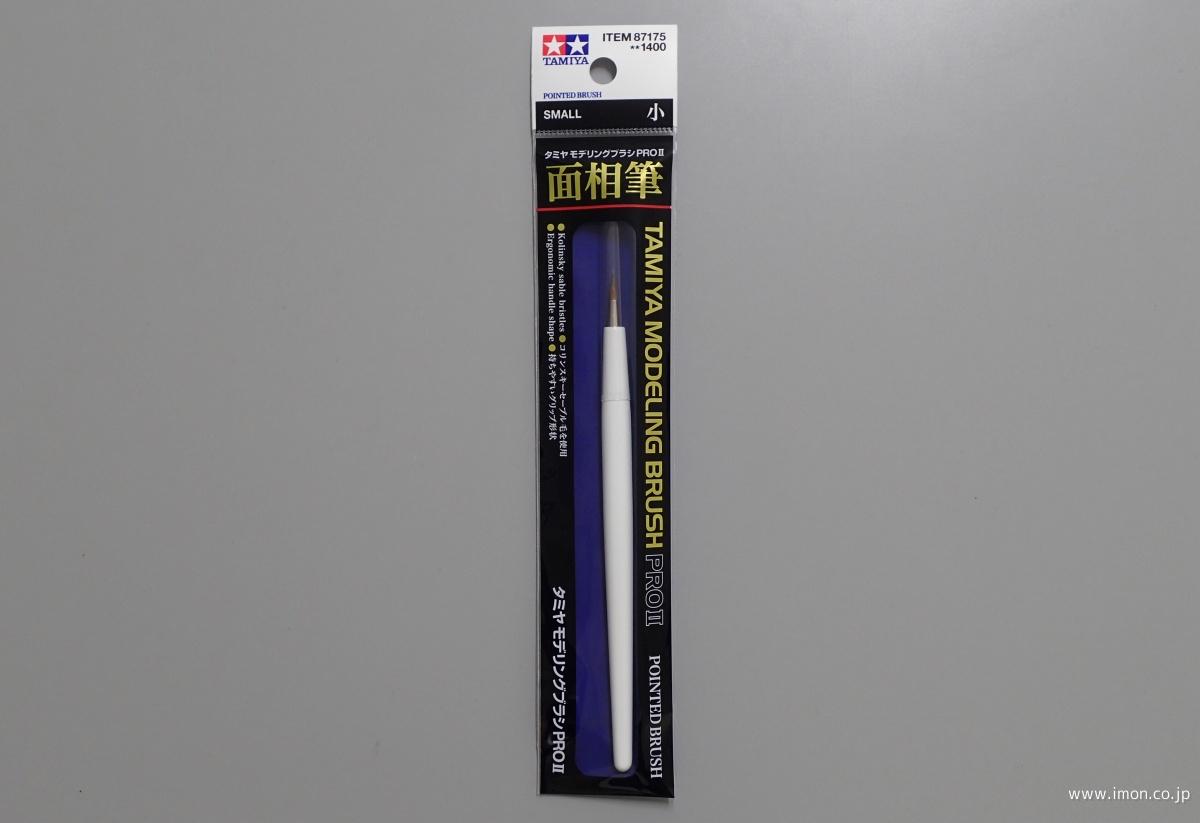 ITEM 87175
**1400
TAMIYA
POINTED BRUSH
SMALL 小
タミヤ モデリングブラシ PRO II
面相筆
TAMIYA MODELING BRUSH PRO II POINTED BRUSH
●Kolinsky sable bristles ●コリンスキーセーブル毛を使用
●Ergonomic handle shape ●持ちやすいグリップ形状
タミヤ モデリングブラシ PRO II
www.imon.co.jp